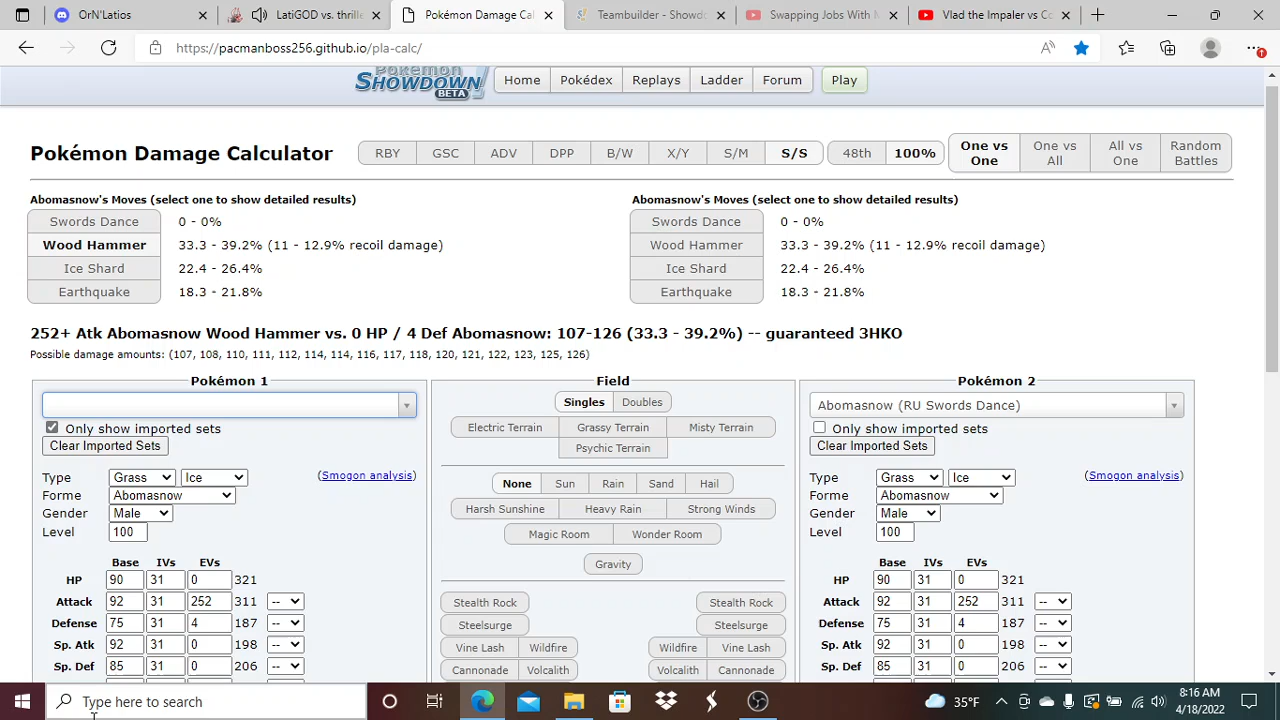 OrN'Latios
LatiGOD vs. thrille
Pokémon Damage Cal
Teambuilder - Showd
Swapping Jobs With M
Vlad the Impaler vs Co
https://pacmanboss256.github.io/pla-calc/
Pokémon SHOWDOWN BETA
Home Pokédex Replays Ladder Forum Play
Pokémon Damage Calculator
RBY GSC ADV DPP B/W X/Y S/M S/S
48th 100%
One vs One
One vs All
All vs One
Random Battles
Abomasnow's Moves (select one to show detailed results)
Swords Dance 0 - 0%
Wood Hammer 33.3 - 39.2% (11 - 12.9% recoil damage)
Ice Shard 22.4 - 26.4%
Earthquake 18.3 - 21.8%
Abomasnow's Moves (select one to show detailed results)
Swords Dance 0 - 0%
Wood Hammer 33.3 - 39.2% (11 - 12.9% recoil damage)
Ice Shard 22.4 - 26.4%
Earthquake 18.3 - 21.8%
252+ Atk Abomasnow Wood Hammer vs. 0 HP / 4 Def Abomasnow: 107-126 (33.3 - 39.2%) -- guaranteed 3HKO
Possible damage amounts: (107, 108, 110, 111, 112, 114, 114, 116, 117, 118, 120, 121, 122, 123, 125, 126)
Pokémon 1
Only show imported sets
Clear Imported Sets
Type Grass Ice (Smogon analysis)
Forme Abomasnow
Gender Male
Level 100
Base IVs EVs
HP 90 31 0 321
Attack 92 31 252 311 --
Defense 75 31 4 187 --
Sp. Atk 92 31 0 198 --
Sp. Def 85 31 0 206 --
Field
Singles Doubles
Electric Terrain Grassy Terrain Misty Terrain
Psychic Terrain
None Sun Rain Sand Hail
Harsh Sunshine Heavy Rain Strong Winds
Magic Room Wonder Room
Gravity
Stealth Rock Stealth Rock
Steelsurge Steelsurge
Vine Lash Wildfire Wildfire Vine Lash
Cannonade Volcalith Volcalith Cannonade
Pokémon 2
Abomasnow (RU Swords Dance)
Only show imported sets
Clear Imported Sets
Type Grass Ice (Smogon analysis)
Forme Abomasnow
Gender Male
Level 100
Base IVs EVs
HP 90 31 0 321
Attack 92 31 252 311 --
Defense 75 31 4 187 --
Sp. Atk 92 31 0 198 --
Sp. Def 85 31 0 206 --
Type here to search
35°F
8:16 AM
4/18/2022